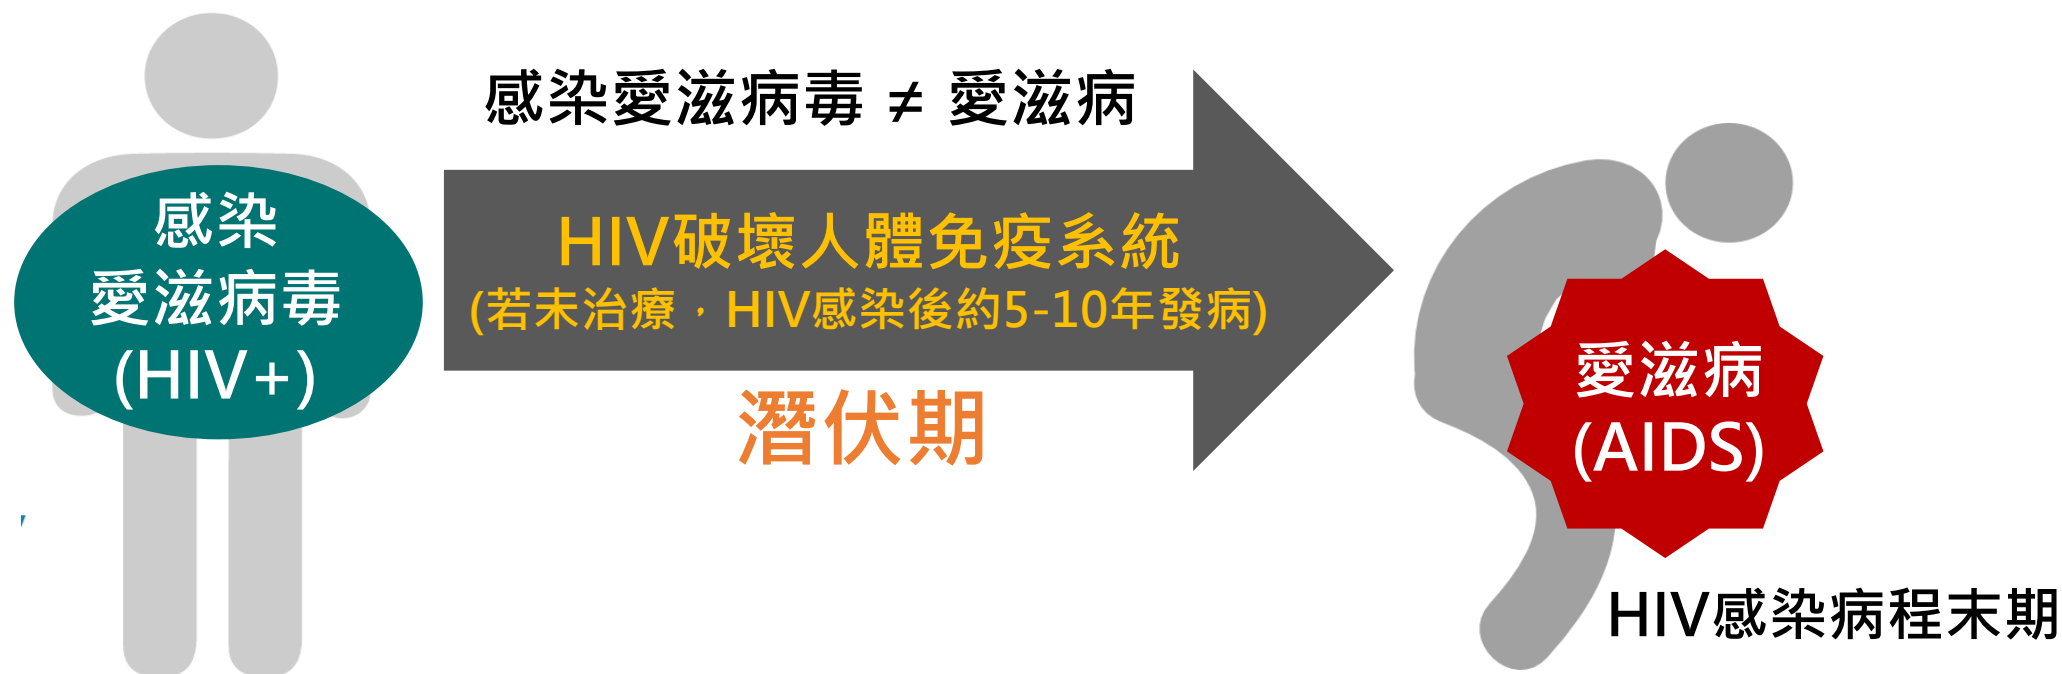 感染愛滋病毒 ≠ 愛滋病
感染
愛滋病毒
(HIV+)
HIV破壞人體免疫系統
(若未治療，HIV感染後約5-10年發病)
潛伏期
愛滋病
(AIDS)
HIV感染病程末期